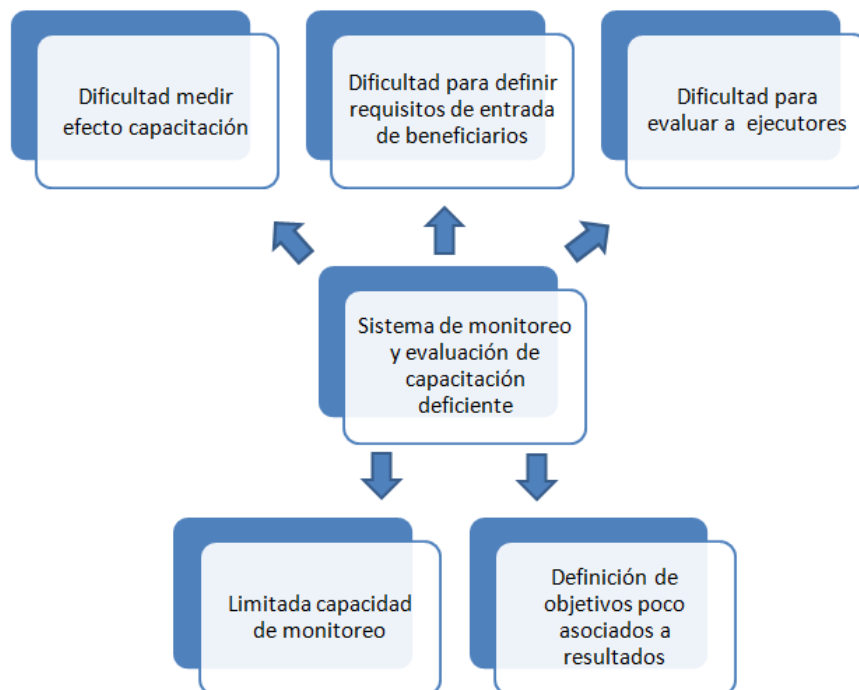 Dificultad medir
efecto capacitación
Dificultad para definir
requisitos de entrada
de beneficiarios
Dificultad para
evaluar a ejecutores
Sistema de monitoreo
y evaluación de
capacitación
deficiente
Limitada capacidad
de monitoreo
Definición de
objetivos poco
asociados a
resultados